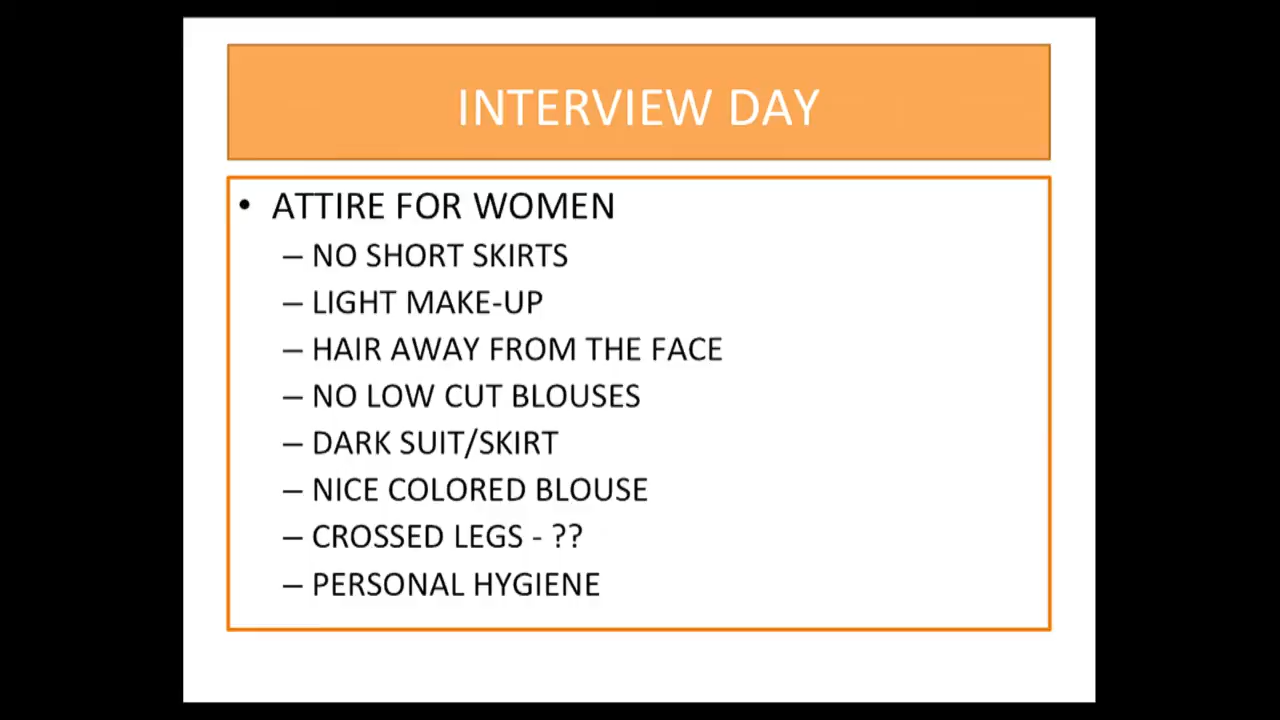 INTERVIEW DAY
• ATTIRE FOR WOMEN
– NO SHORT SKIRTS
– LIGHT MAKE-UP
– HAIR AWAY FROM THE FACE
– NO LOW CUT BLOUSES
– DARK SUIT/SKIRT
– NICE COLORED BLOUSE
– CROSSED LEGS - ??
– PERSONAL HYGIENE